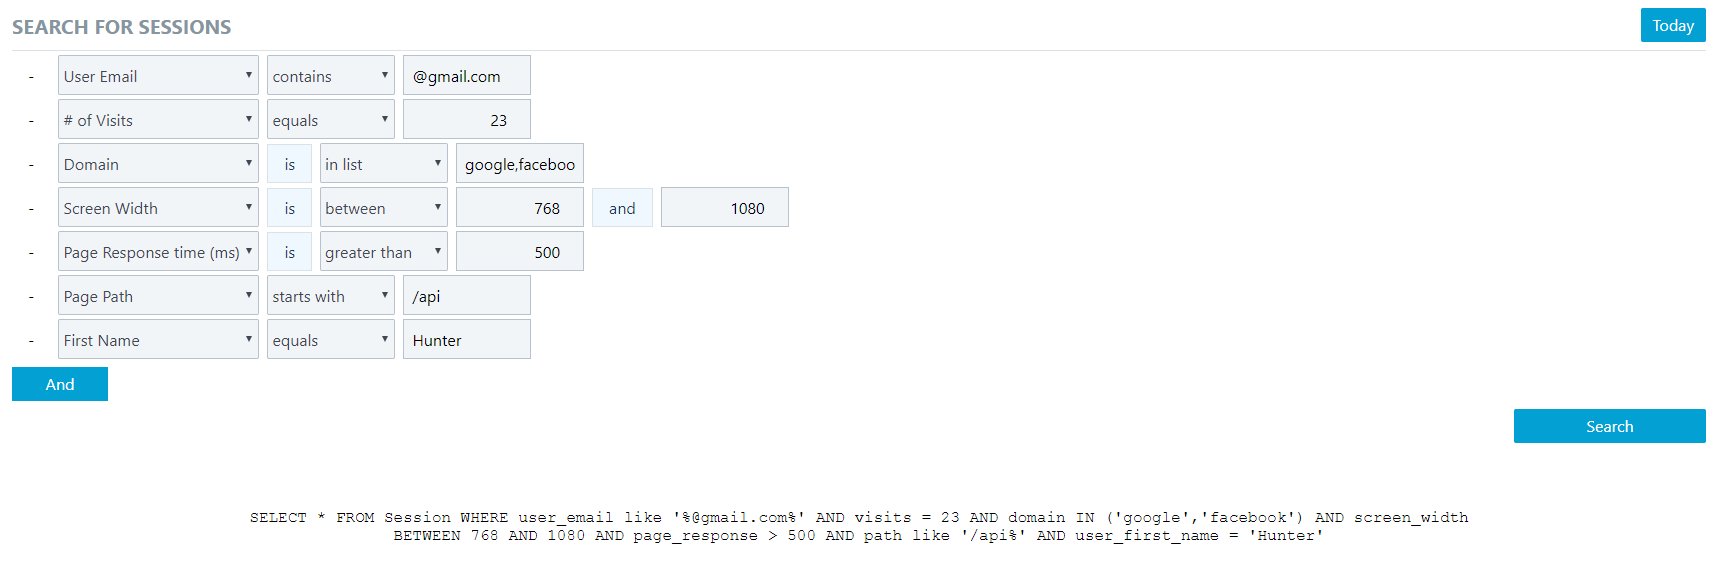 SEARCH FOR SESSIONS Today
- User Email contains @gmail.com
- # of Visits equals 23
- Domain is in list google,faceboo
- Screen Width is between 768 and 1080
- Page Response time (ms) is greater than 500
- Page Path starts with /api
- First Name equals Hunter
And
Search
SELECT * FROM Session WHERE user_email like '%@gmail.com%' AND visits = 23 AND domain IN ('google','facebook') AND screen_width
BETWEEN 768 AND 1080 AND page_response > 500 AND path like '/api%' AND user_first_name = 'Hunter'